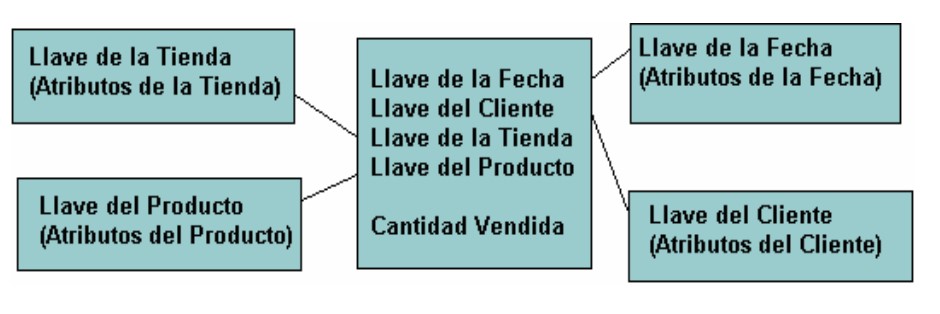 Llave de la Tienda
(Atributos de la Tienda)
Llave del Producto
(Atributos del Producto)
Llave de la Fecha
Llave del Cliente
Llave de la Tienda
Llave del Producto
Cantidad Vendida
Llave de la Fecha
(Atributos de la Fecha)
Llave del Cliente
(Atributos del Cliente)